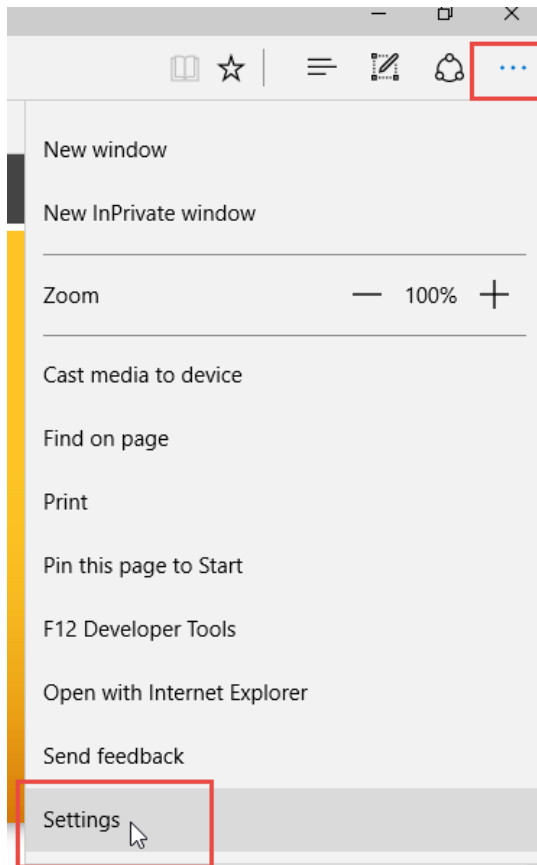 New window
New InPrivate window
Zoom 100%
Cast media to device
Find on page
Print
Pin this page to Start
F12 Developer Tools
Open with Internet Explorer
Send feedback
Settings